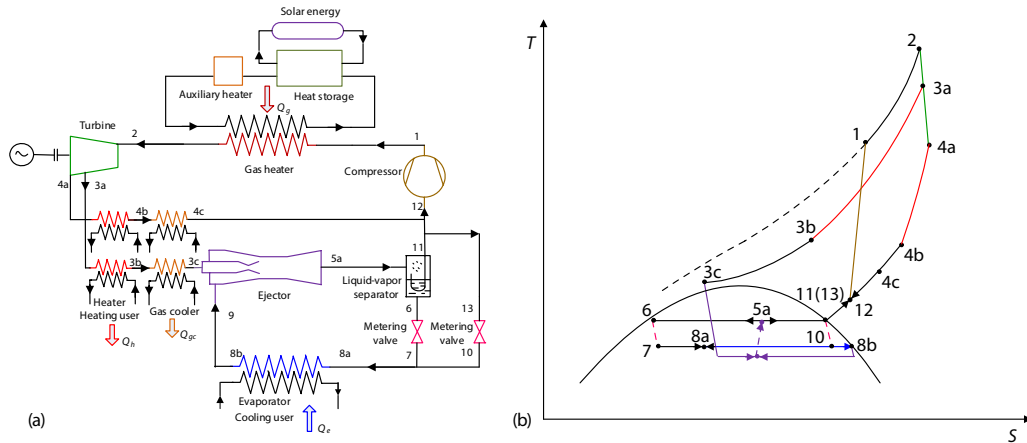 Solar energy
Auxiliary heater
Heat storage
Q_g
Turbine
2
1
Gas heater
Compressor
4a
3a
12
4b
4c
11
3b
3c
5a
Liquid-vapor
separator
Ejector
Heater
Heating user
Gas cooler
6
13
9
Metering
valve
Metering
valve
Q_h
Q_gc
8b
8a
7
10
Evaporator
Cooling user
Q_e
(a)
T
2
3a
1
4a
3b
4b
3c
4c
11(13)
12
6
5a
7
8a
10
8b
(b)
S